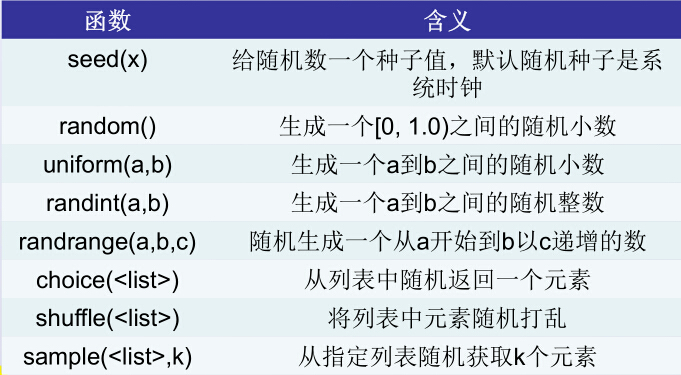 函数 含义
seed(x) 给随机数一个种子值，默认随机种子是系
统时钟
random() 生成一个[0, 1.0)之间的随机小数
uniform(a,b) 生成一个a到b之间的随机小数
randint(a,b) 生成一个a到b之间的随机整数
randrange(a,b,c) 随机生成一个从a开始到b以c递增的数
choice(<list>) 从列表中随机返回一个元素
shuffle(<list>) 将列表中元素随机打乱
sample(<list>,k) 从指定列表随机获取k个元素